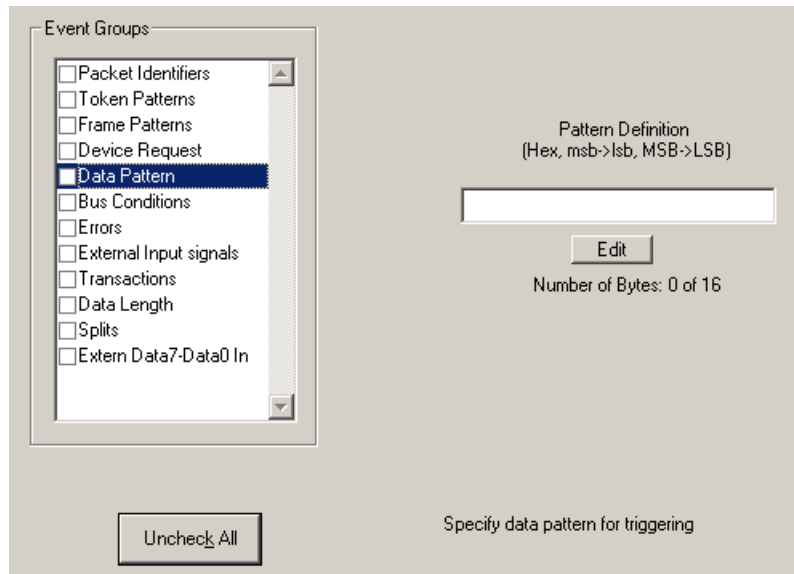 Event Groups
Packet Identifiers
Token Patterns
Frame Patterns
Device Request
Data Pattern
Bus Conditions
Errors
External Input signals
Transactions
Data Length
Splits
Extern Data7-Data0 In
Uncheck All
Pattern Definition
(Hex, msb->lsb, MSB->LSB)
Edit
Number of Bytes: 0 of 16
Specify data pattern for triggering